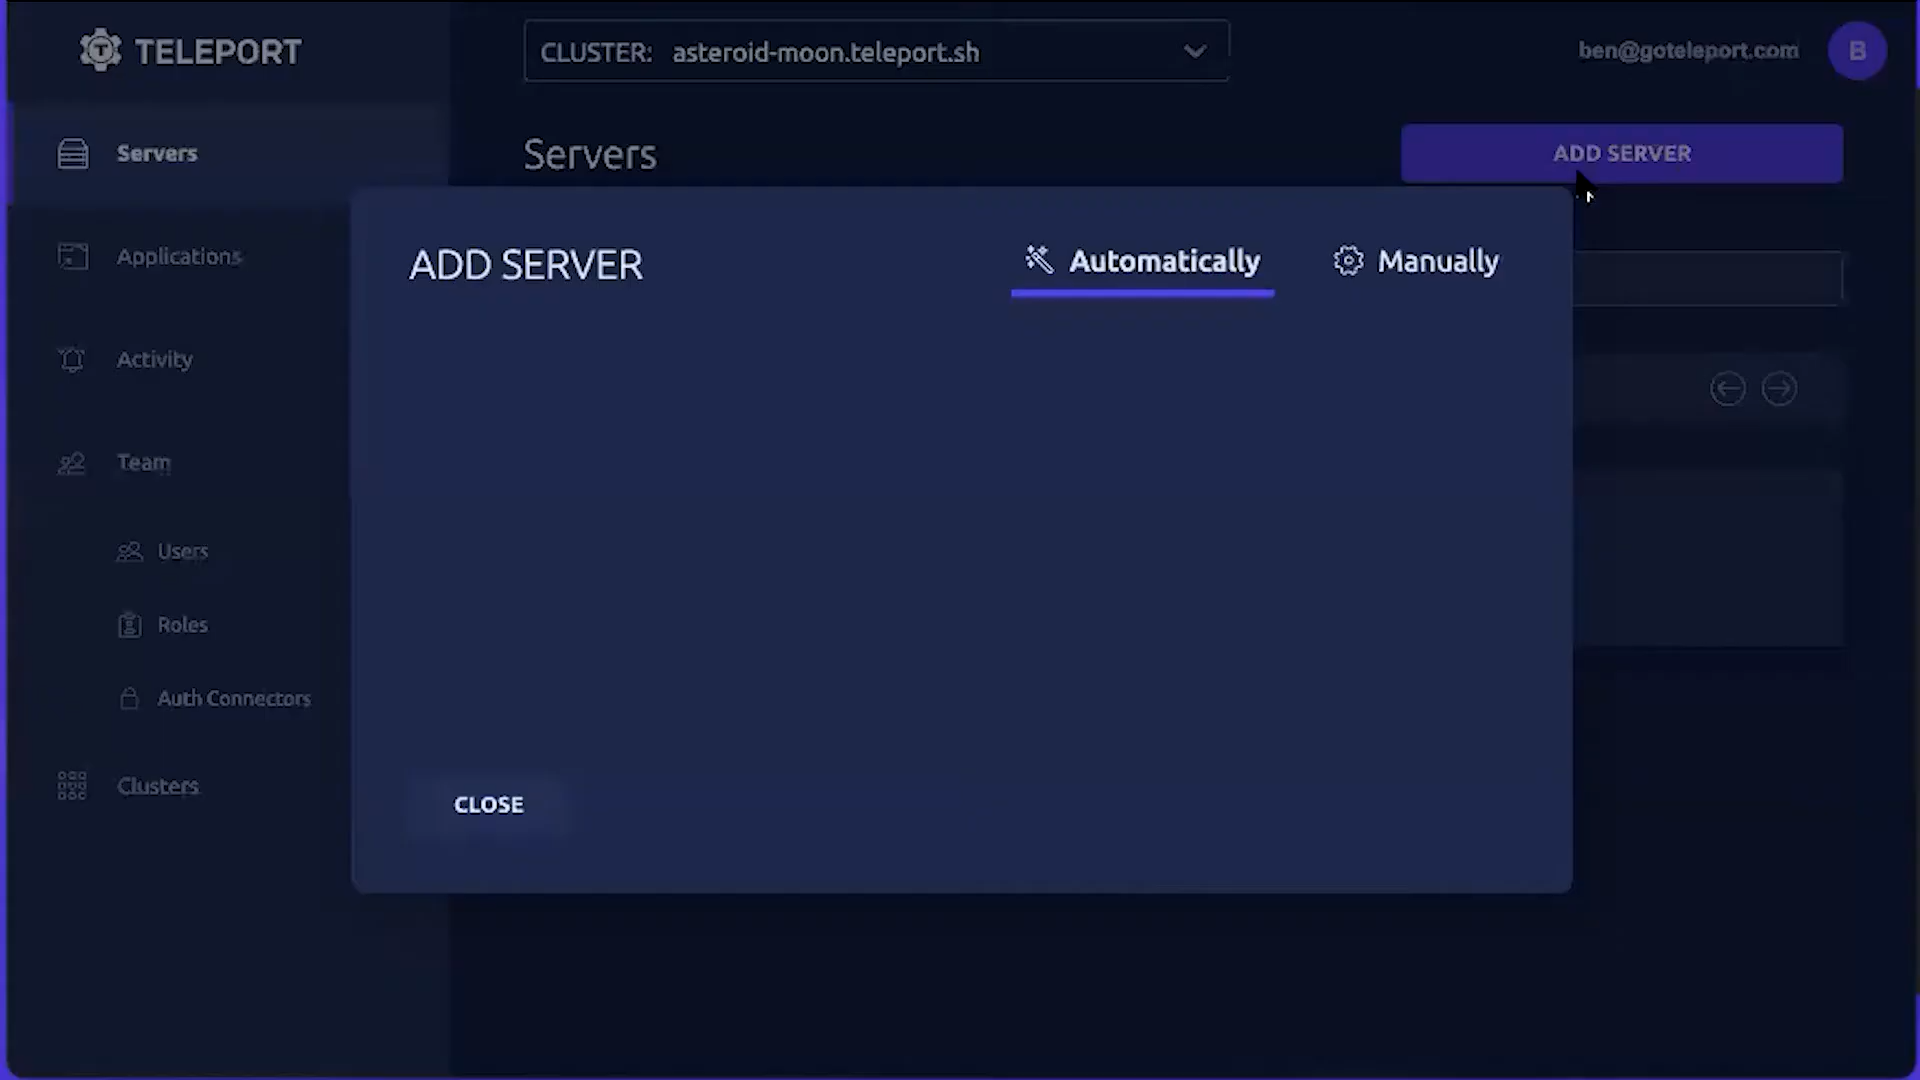 TELEPORT
CLUSTER: asteroid-moon.teleport.sh
ben@goteleport.com
B
Servers
Servers
ADD SERVER
ADD SERVER
Automatically
Manually
Applications
Activity
Team
Users
Roles
Auth Connectors
Clusters
CLOSE